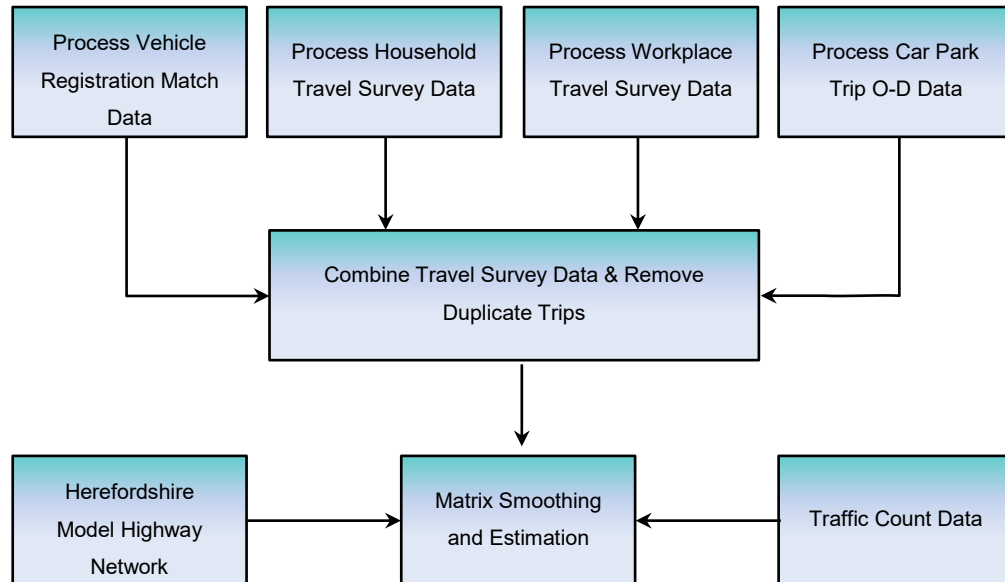 Process Vehicle
Registration Match
Data
Process Household
Travel Survey Data
Process Workplace
Travel Survey Data
Process Car Park
Trip O-D Data
Combine Travel Survey Data & Remove
Duplicate Trips
Herefordshire
Model Highway
Network
Matrix Smoothing
and Estimation
Traffic Count Data